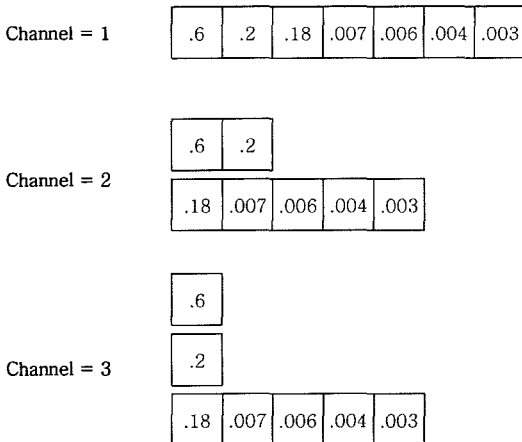 Channel = 1
.6 .2 .18 .007 .006 .004 .003
Channel = 2
.6 .2
.18 .007 .006 .004 .003
Channel = 3
.6
.2
.18 .007 .006 .004 .003